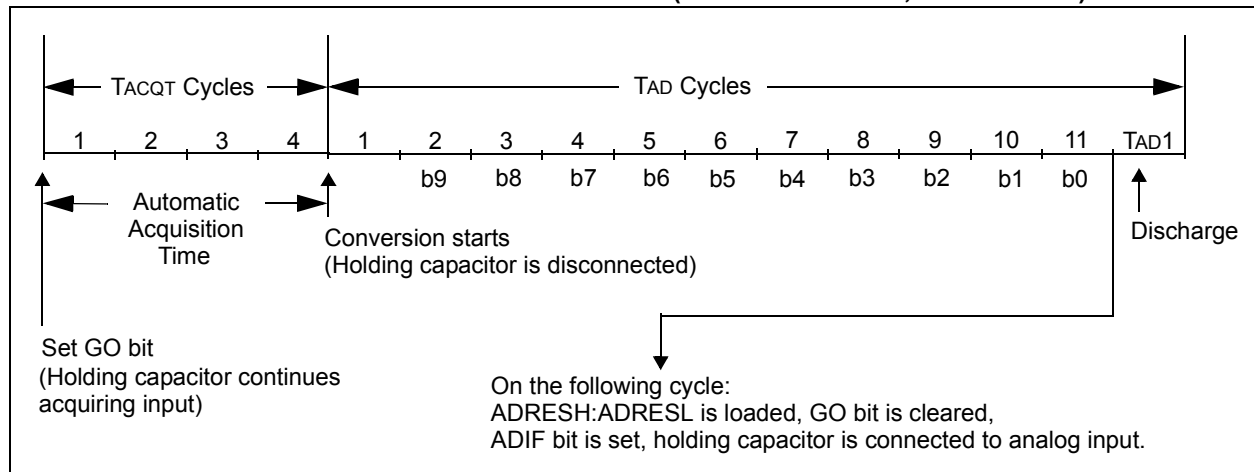 TACQT Cycles
TAD Cycles
1 2 3 4 1 2 3 4 5 6 7 8 9 10 11 TAD1
b9 b8 b7 b6 b5 b4 b3 b2 b1 b0
Automatic
Acquisition
Time
Conversion starts
(Holding capacitor is disconnected)
Discharge
Set GO bit
(Holding capacitor continues
acquiring input)
On the following cycle:
ADRESH:ADRESL is loaded, GO bit is cleared,
ADIF bit is set, holding capacitor is connected to analog input.